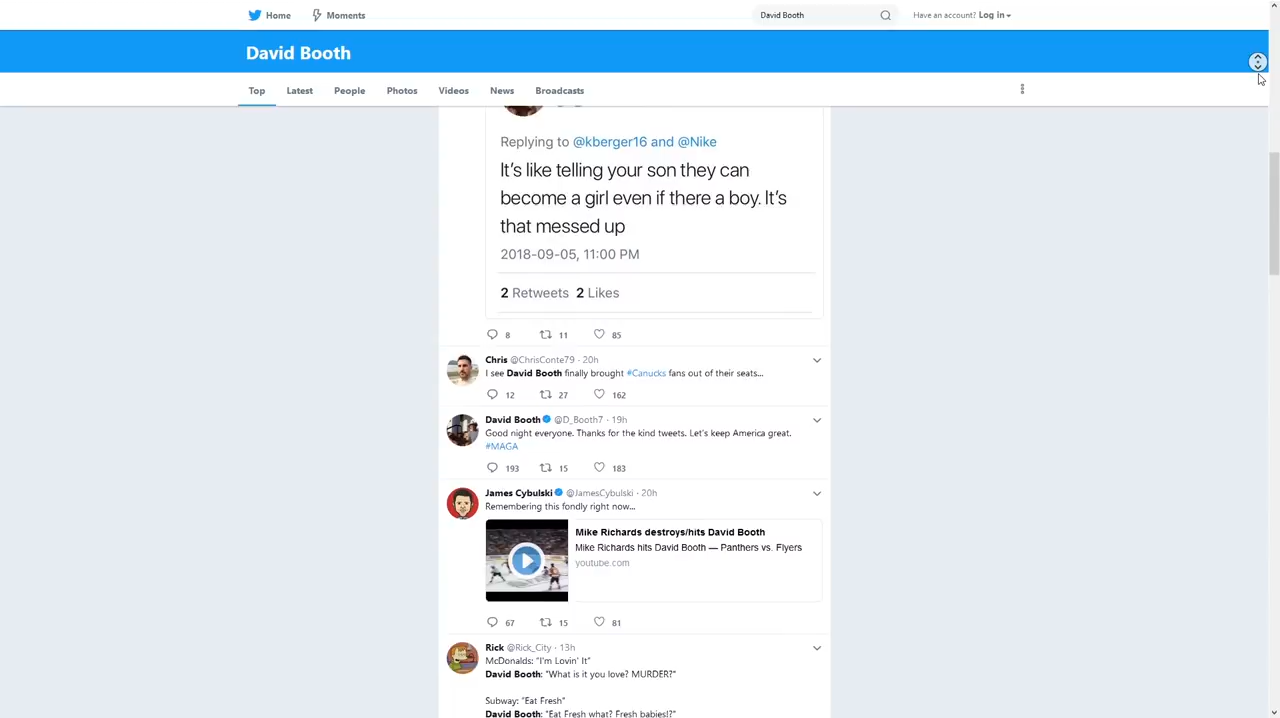 Home
Moments
David Booth
Have an account? Log in
David Booth
Top
Latest
People
Photos
Videos
News
Broadcasts
Replying to @kberger16 and @Nike
It's like telling your son they can
become a girl even if there a boy. It's
that messed up
2018-09-05, 11:00 PM
2 Retweets 2 Likes
8 11 85
Chris @ChrisConte79 · 20h
I see David Booth finally brought #Canucks fans out of their seats...
12 27 162
David Booth @D_Booth7 · 19h
Good night everyone. Thanks for the kind tweets. Let's keep America great.
#MAGA
193 15 183
James Cybulski @JamesCybulski · 20h
Remembering this fondly right now...
Mike Richards destroys/hits David Booth
Mike Richards hits David Booth — Panthers vs. Flyers
youtube.com
67 15 81
Rick @Rick_City · 13h
McDonalds: "I'm Lovin' It"
David Booth: "What is it you love? MURDER?"
Subway: "Eat Fresh"
David Booth: "Eat Fresh what? Fresh babies!?"